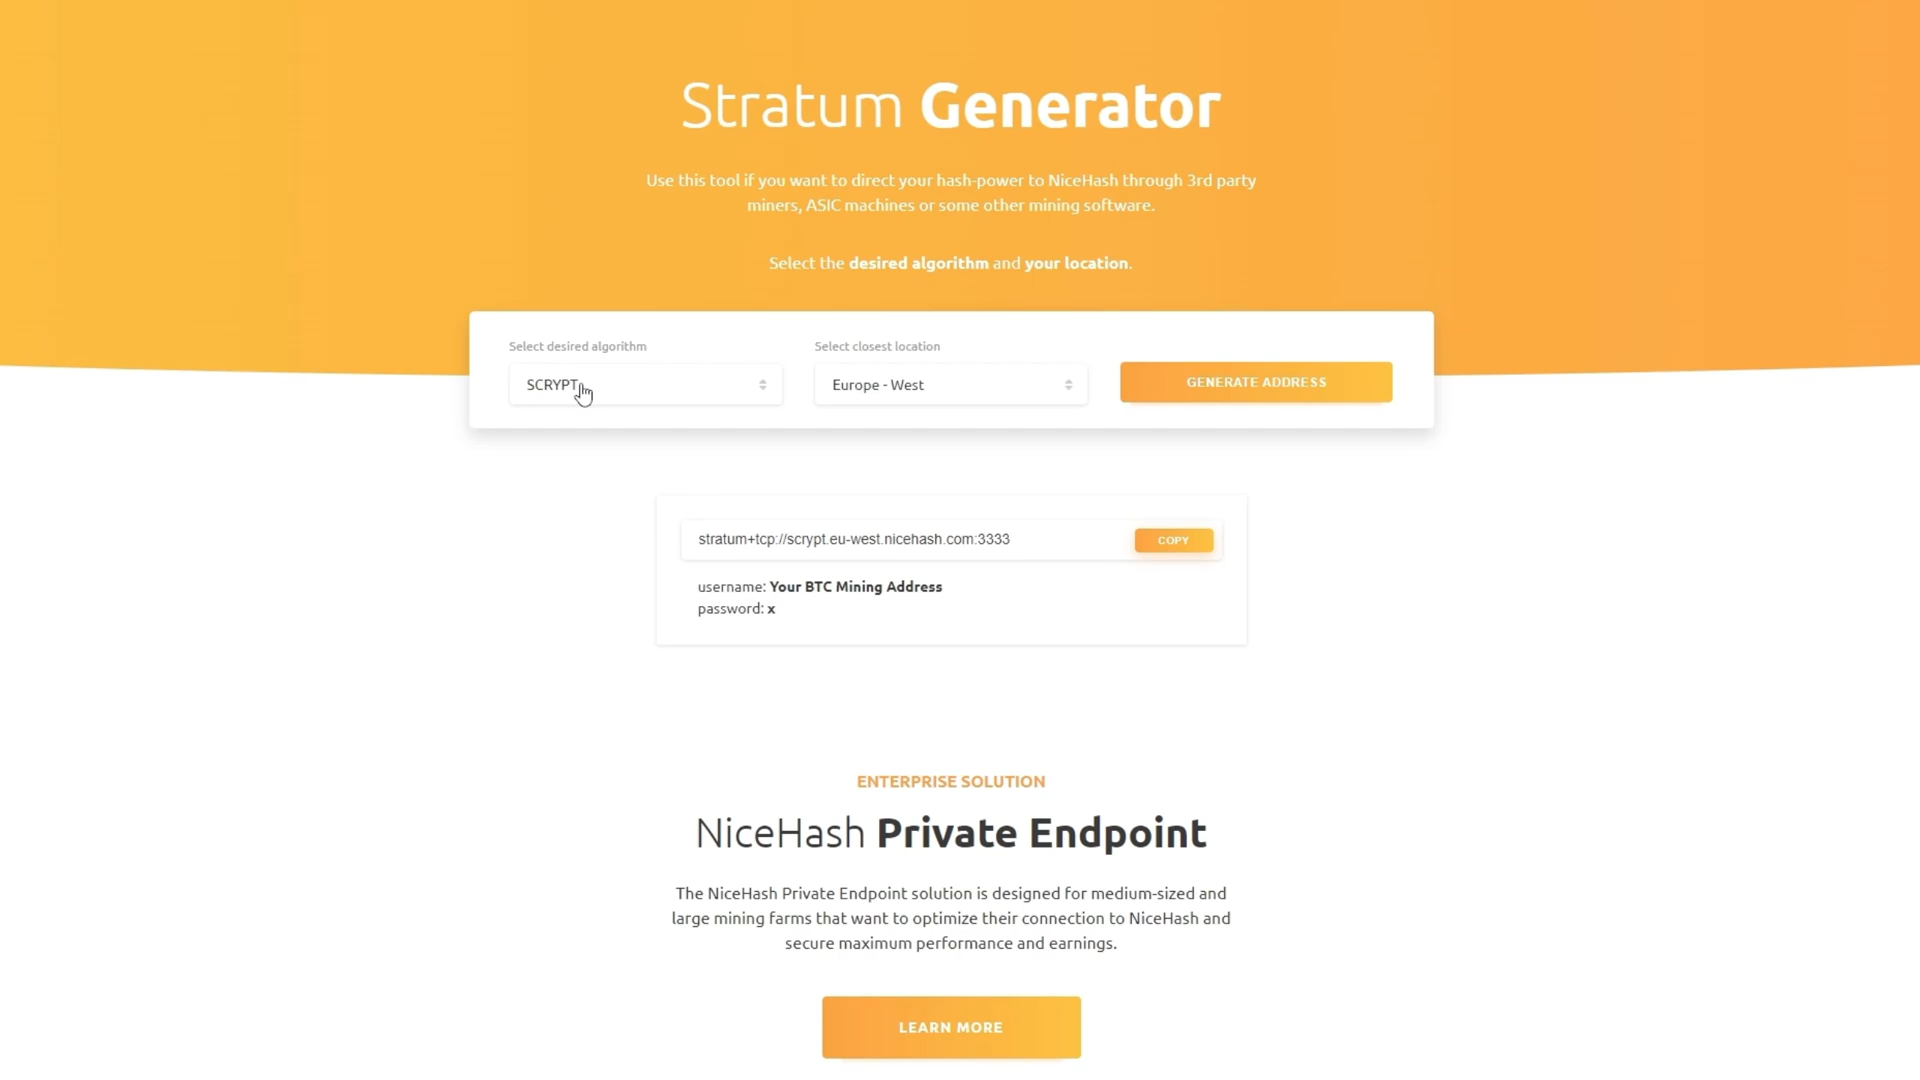 Stratum Generator
Use this tool if you want to direct your hash-power to NiceHash through 3rd party
miners, ASIC machines or some other mining software.
Select the desired algorithm and your location.
Select desired algorithm
Select closest location
SCRYPT
Europe - West
GENERATE ADDRESS
stratum+tcp://scrypt.eu-west.nicehash.com:3333
COPY
username: Your BTC Mining Address
password: x
ENTERPRISE SOLUTION
NiceHash Private Endpoint
The NiceHash Private Endpoint solution is designed for medium-sized and
large mining farms that want to optimize their connection to NiceHash and
secure maximum performance and earnings.
LEARN MORE